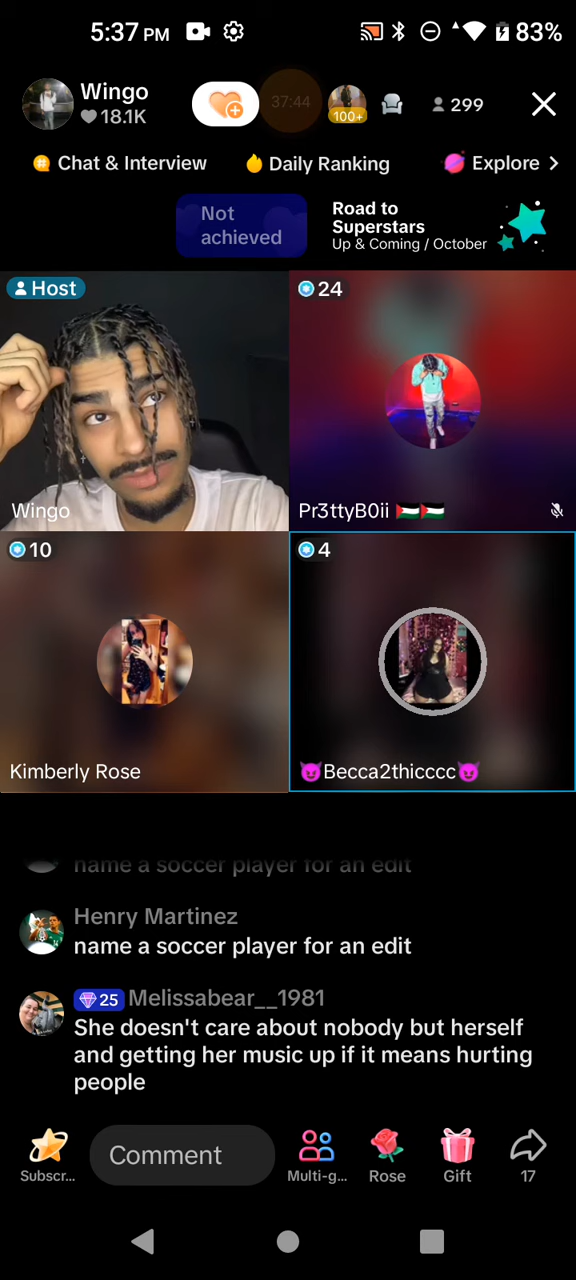 5:37 PM
83%
Wingo
18.1K
37:44
100+
299
Chat & Interview
Daily Ranking
Explore >
Not
achieved
Road to
Superstars
Up & Coming / October
Host
24
Wingo
Pr3ttyB0ii 🇵🇸🇵🇸
10
4
Kimberly Rose
😈Becca2thicccc😈
name a soccer player for an edit
Henry Martinez
name a soccer player for an edit
25 Melissabear__1981
She doesn't care about nobody but herself
and getting her music up if it means hurting
people
Comment
Subscr...
Multi-g...
Rose
Gift
17